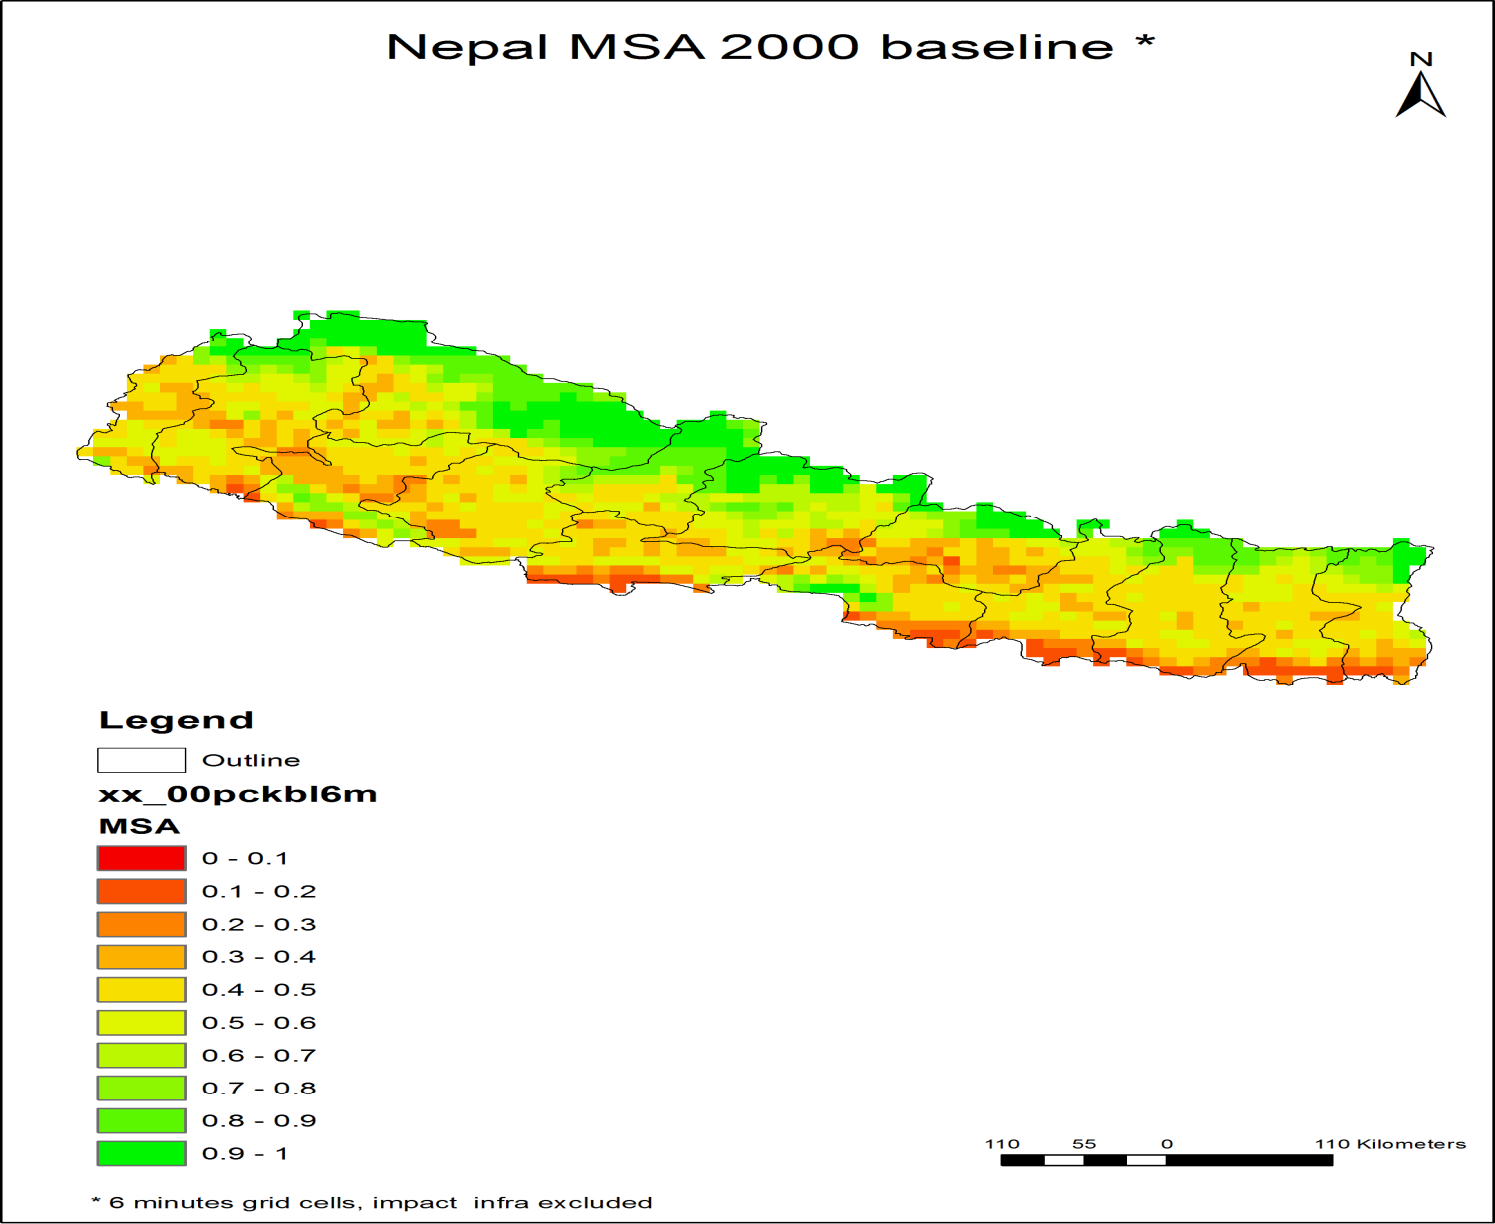 Nepal MSA 2000 baseline *
N
Legend
Outline
xx_00pckbl6m
MSA
0 - 0.1
0.1 - 0.2
0.2 - 0.3
0.3 - 0.4
0.4 - 0.5
0.5 - 0.6
0.6 - 0.7
0.7 - 0.8
0.8 - 0.9
0.9 - 1
110 55 0 110 Kilometers
* 6 minutes grid cells, impact infra excluded